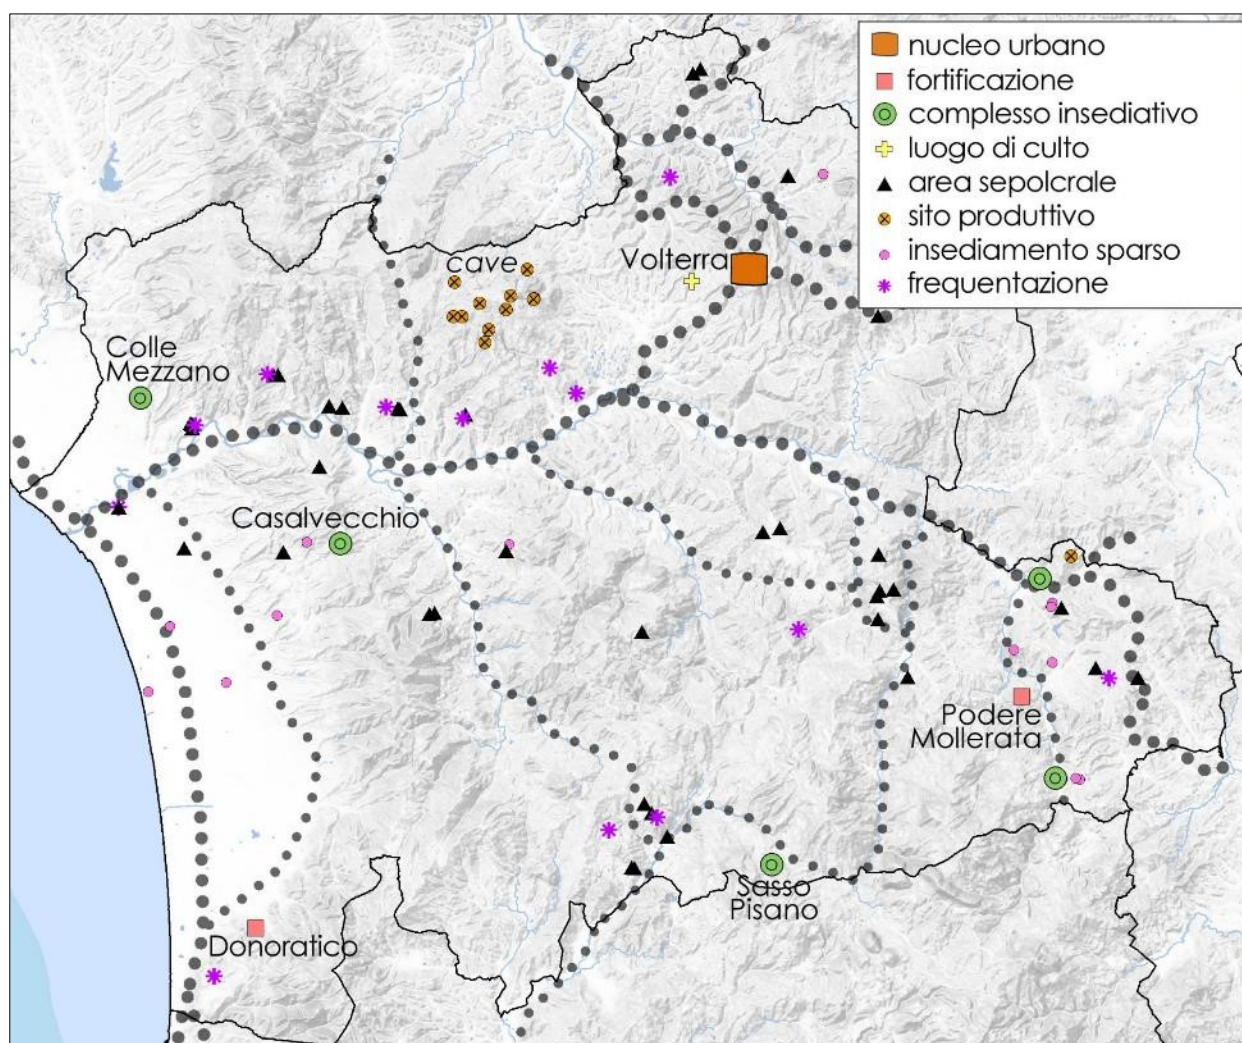 nucleo urbano
fortificazione
complesso insediativo
luogo di culto
area sepolcrale
sito produttivo
insediamento sparso
frequentazione
Volterra
cave
Colle
Mezzano
Casalvecchio
Podere
Mollerata
Sasso
Pisano
Donoratico